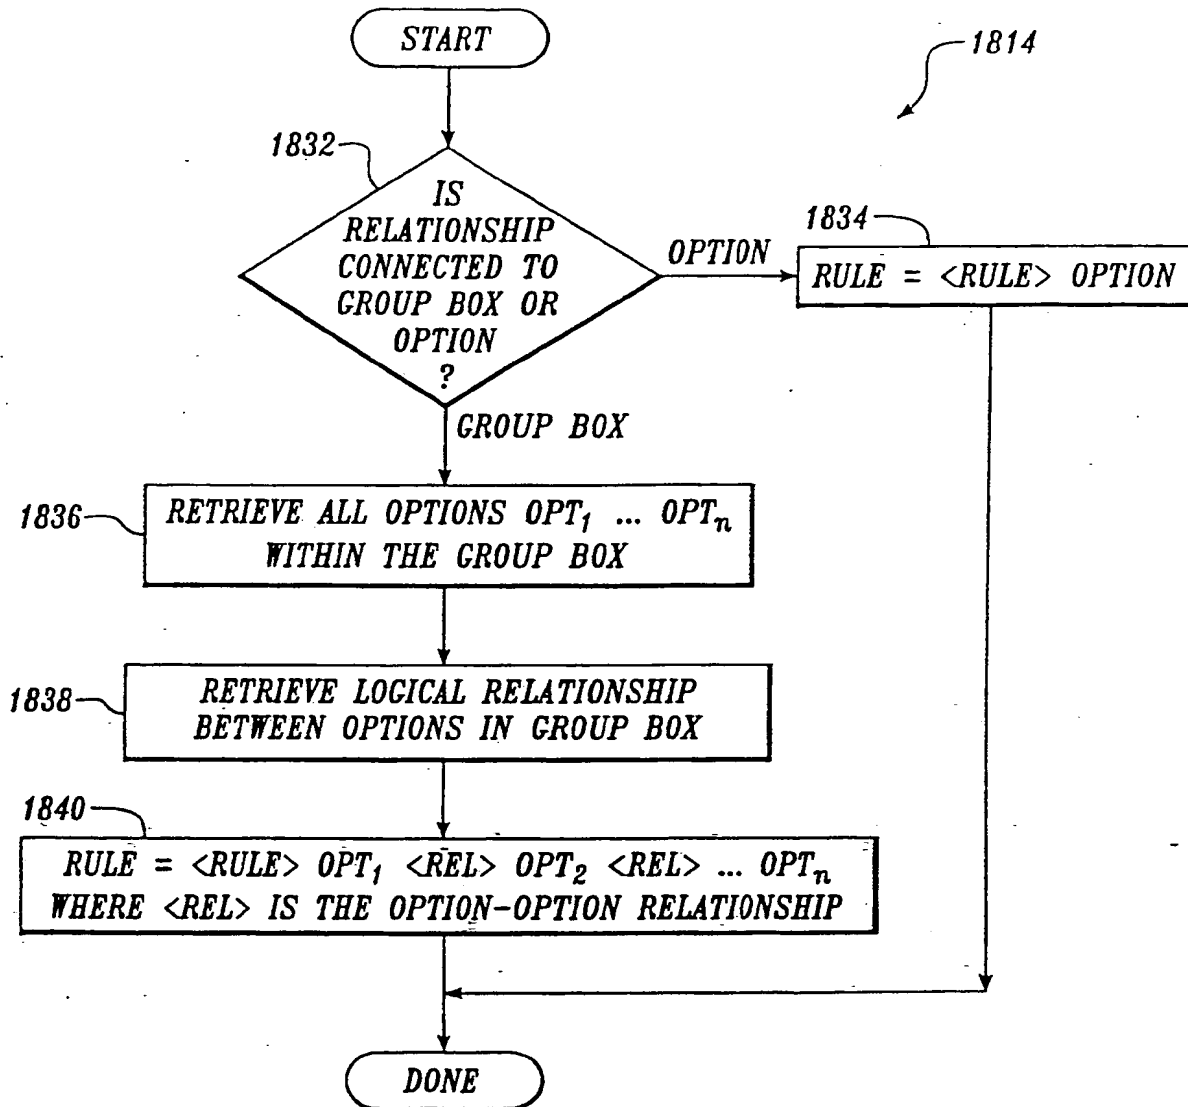 START
1814
1832
IS
RELATIONSHIP
CONNECTED TO
GROUP BOX OR
OPTION
?
OPTION
1834
RULE = <RULE> OPTION
GROUP BOX
1836
RETRIEVE ALL OPTIONS OPT₁ ... OPTₙ
WITHIN THE GROUP BOX
1838
RETRIEVE LOGICAL RELATIONSHIP
BETWEEN OPTIONS IN GROUP BOX
1840
RULE = <RULE> OPT₁ <REL> OPT₂ <REL> ... OPTₙ
WHERE <REL> IS THE OPTION-OPTION RELATIONSHIP
DONE